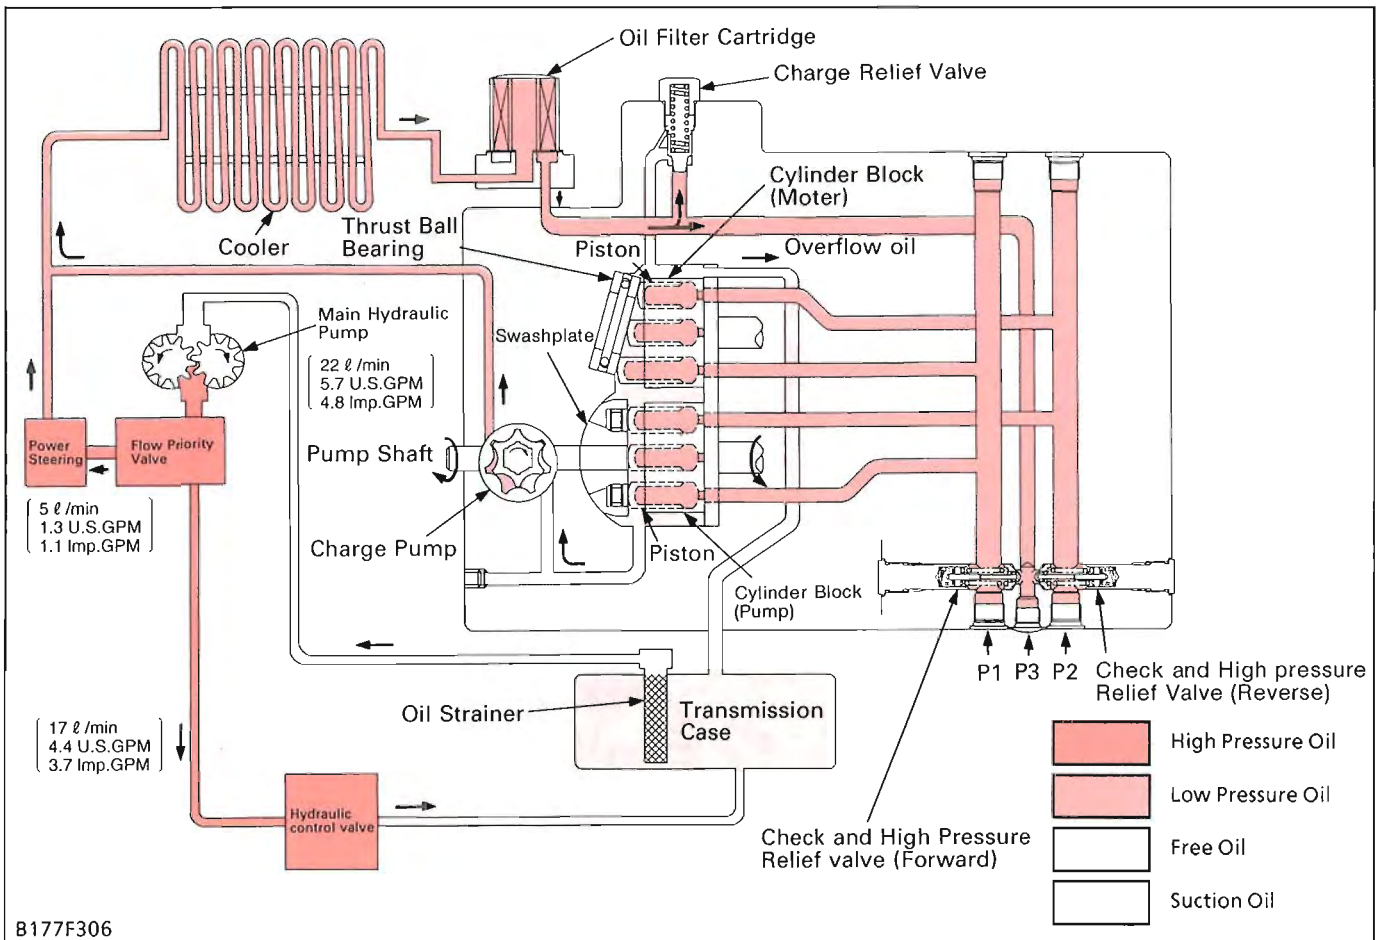 Oil Filter Cartridge
Charge Relief Valve
Cylinder Block
(Moter)
Thrust Ball
Bearing
Piston
Cooler
Overflow oil
Main Hydraulic
Pump
Swashplate
22 ℓ/min
5.7 U.S.GPM
4.8 Imp.GPM
Power
Steering
Flow Priority
Valve
Pump Shaft
5 ℓ/min
1.3 U.S.GPM
1.1 Imp.GPM
Charge Pump
Piston
Cylinder Block
(Pump)
P1 P3 P2
Check and High pressure
Relief Valve (Reverse)
Oil Strainer
Transmission
Case
17 ℓ/min
4.4 U.S.GPM
3.7 Imp.GPM
High Pressure Oil
Low Pressure Oil
Hydraulic
control valve
Check and High Pressure
Relief valve (Forward)
Free Oil
Suction Oil
B177F306